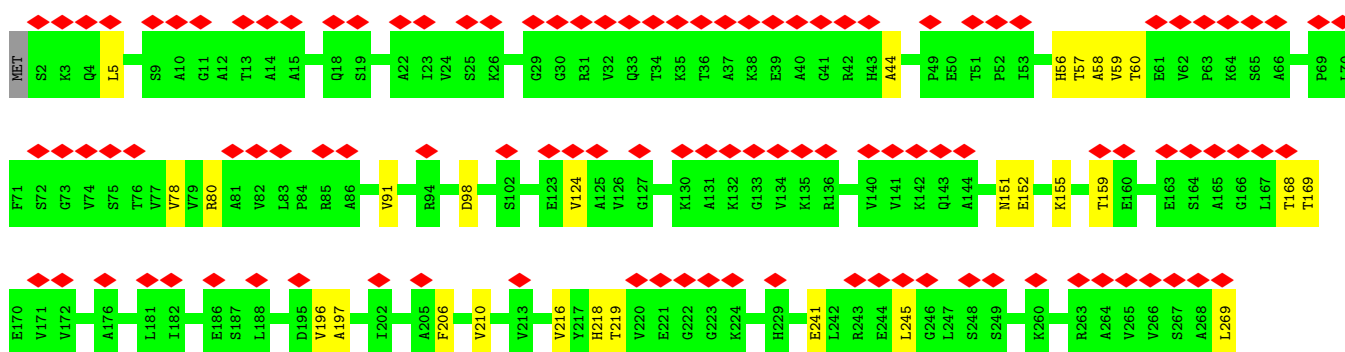 MET S2 K3 Q4 L5 S9 A10 G11 A12 T13 A14 A15 Q18 S19 A22 I23 V24 S25 K26 G29 G30 R31 V32 Q33 T34 K35 T36 A37 K38 E39 A40 G41 R42 H43 A44 P49 E50 T51 P52 I53 H56 T57 A58 V59 T60 E61 V62 P63 K64 S65 A66 P69 L70
F71 S72 G73 V74 S75 T76 V77 V78 V79 R80 A81 V82 L83 P84 R85 A86 V91 R94 D98 S102 E123 V124 A125 V126 G127 K130 A131 K132 G133 V134 K135 R136 V140 V141 K142 Q143 A144 N151 E152 K155 T159 E160 E163 S164 A165 G166 L167 T168 T169
E170 V171 V172 A176 L181 I182 E186 S187 L188 D195 V196 A197 I202 A205 F206 V210 V213 V216 Y217 H218 T219 V220 E221 G222 G223 K224 H229 E241 L242 R243 E244 L245 G246 L247 S248 S249 K260 R263 A264 V265 V266 S267 A268 L269